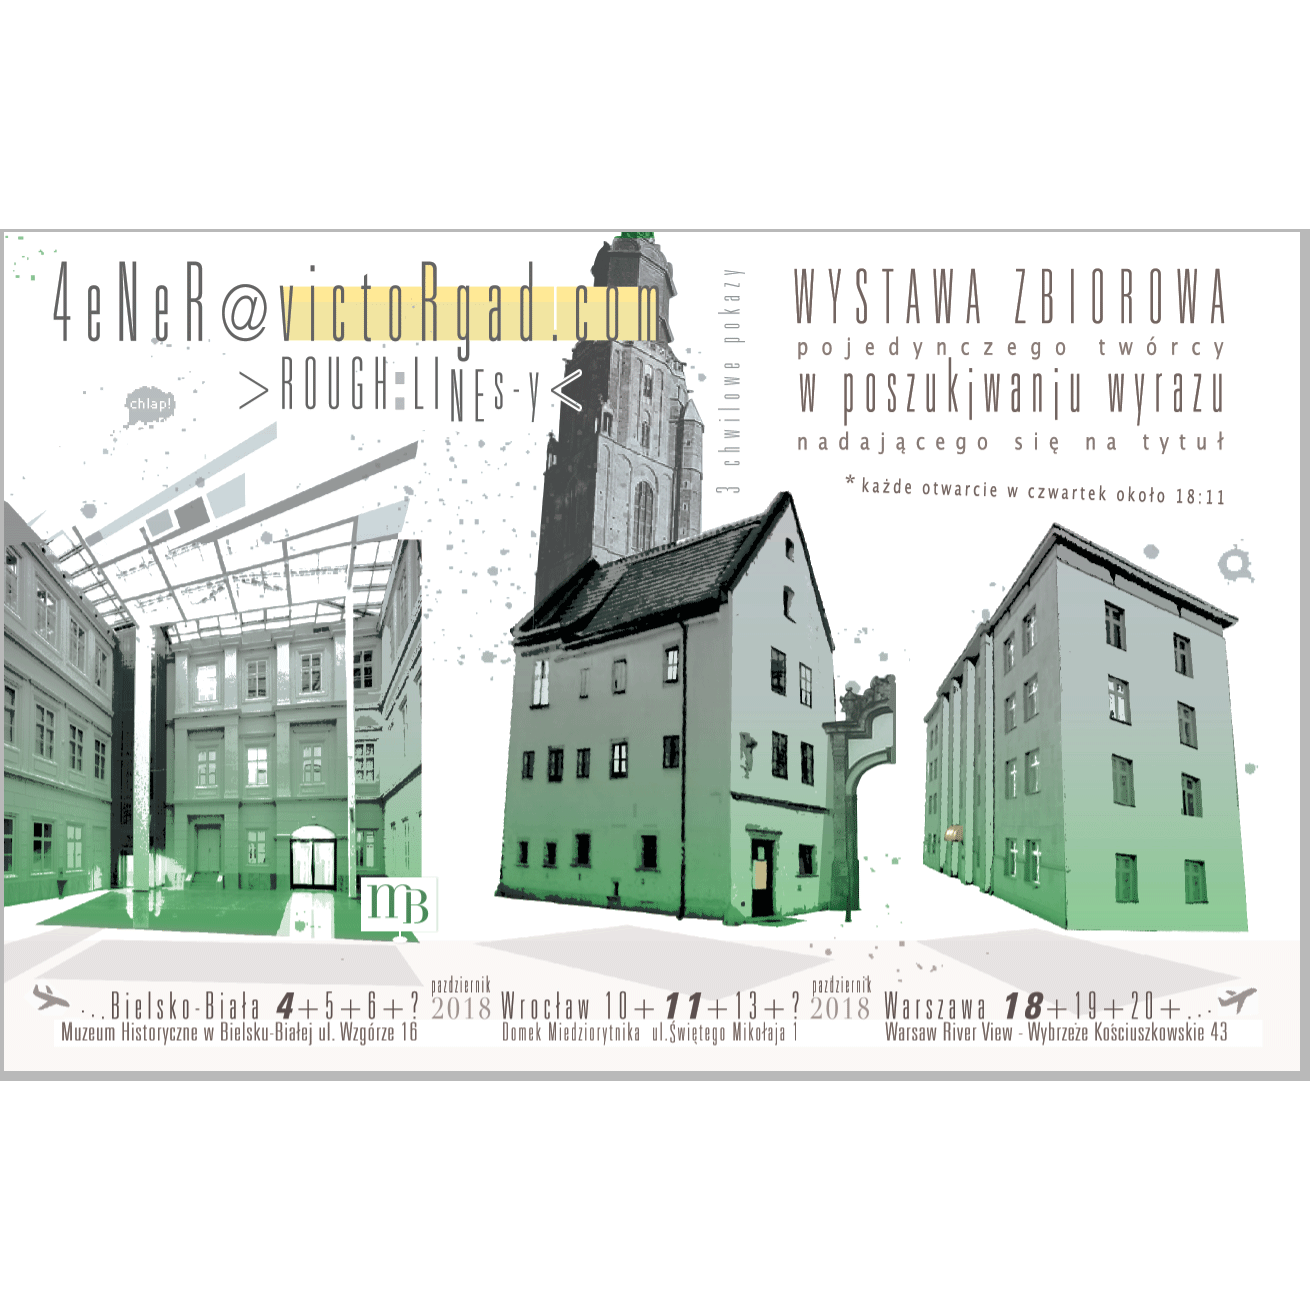 4eNeR@victoRgad.com
>ROUGH:LINEs-y<
chlap!
3 chwilowe pokazy
WYSTAWA ZBIOROWA
pojedynczego twórcy
w poszukiwaniu wyrazu
nadającego się na tytuł
*każde otwarcie w czwartek około 18:11
mB
...Bielsko-Biała 4+5+6+?
Muzeum Historyczne w Bielsku-Białej ul. Wzgórze 16
pazdziernik
2018
Wrocław 10+11+13+?
Domek Miedziorytnika ul.Świętego Mikołaja 1
pazdziernik
2018
Warszawa 18+19+20+...
Warsaw River View - Wybrzeże Kościuszkowskie 43